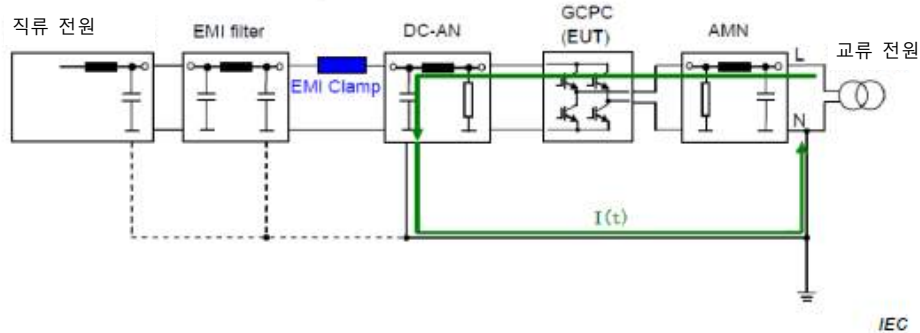 직류 전원
EMI filter
EMI Clamp
DC-AN
GCPC
(EUT)
AMN
L
N
교류 전원
I(t)
IEC